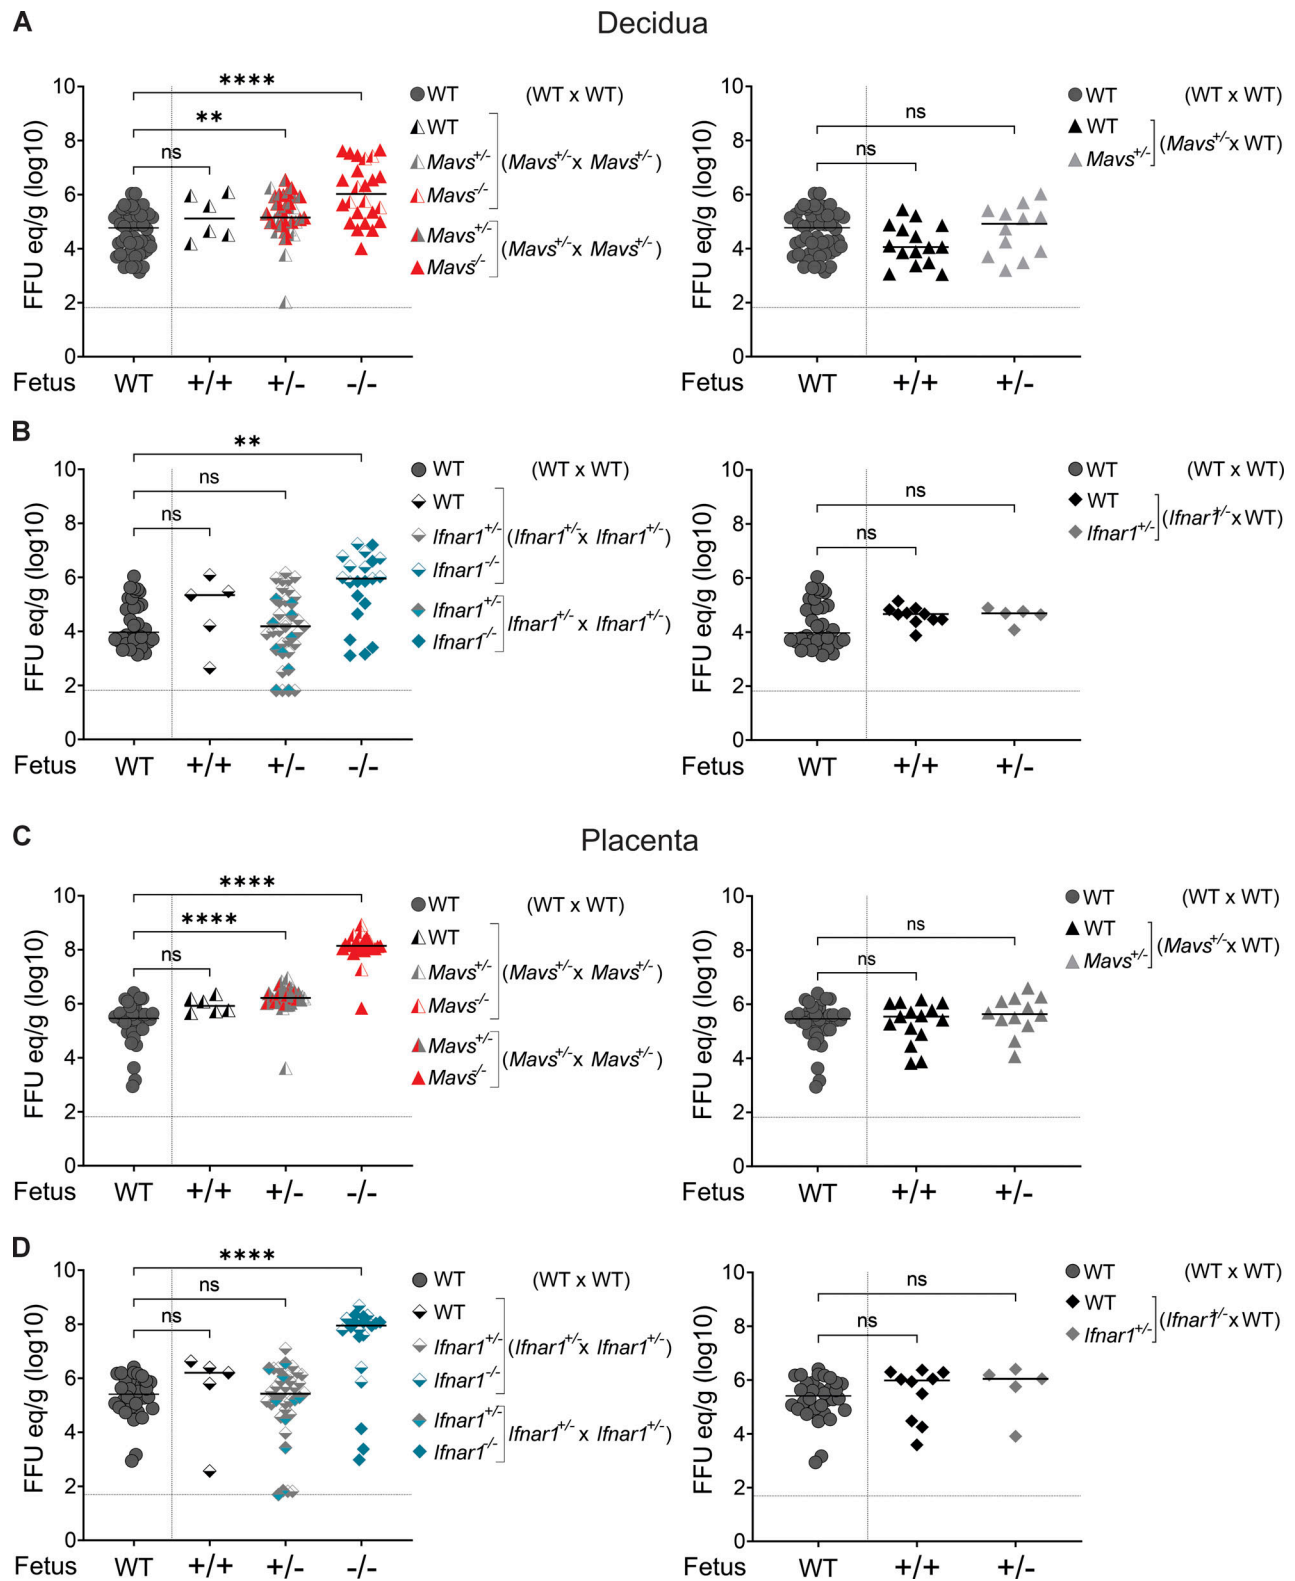 A
Decidua
FFU eq/g (log10)
10
8
6
4
2
0
****
**
ns
Fetus
WT
+/+
+/-
-/-
WT (WT x WT)
WT
Mavs+/- (Mavs+/- x Mavs+/-)
Mavs-/-
Mavs+/- (Mavs+/- x Mavs+/-)
Mavs-/-
FFU eq/g (log10)
10
8
6
4
2
0
ns
ns
Fetus
WT
+/+
+/-
WT (WT x WT)
WT
Mavs+/- (Mavs+/- x WT)
B
FFU eq/g (log10)
10
8
6
4
2
0
**
ns
ns
Fetus
WT
+/+
+/-
-/-
WT (WT x WT)
WT
Ifnar1+/- (Ifnar1+/- x Ifnar1+/-)
Ifnar1-/-
Ifnar1+/- Ifnar1+/- x Ifnar1+/-)
Ifnar1-/-
FFU eq/g (log10)
10
8
6
4
2
0
ns
ns
Fetus
WT
+/+
+/-
WT (WT x WT)
WT
Ifnar1+/- (Ifnar1+/- x WT)
C
Placenta
FFU eq/g (log10)
10
8
6
4
2
0
****
****
ns
Fetus
WT
+/+
+/-
-/-
WT (WT x WT)
WT
Mavs+/- (Mavs+/- x Mavs+/-)
Mavs-/-
Mavs+/- (Mavs+/- x Mavs+/-)
Mavs-/-
FFU eq/g (log10)
10
8
6
4
2
0
ns
ns
Fetus
WT
+/+
+/-
WT (WT x WT)
WT
Mavs+/- (Mavs+/- x WT)
D
FFU eq/g (log10)
10
8
6
4
2
0
****
ns
ns
Fetus
WT
+/+
+/-
-/-
WT (WT x WT)
WT
Ifnar1+/- (Ifnar1+/- x Ifnar1+/-)
Ifnar1-/-
Ifnar1+/- Ifnar1+/- x Ifnar1+/-)
Ifnar1-/-
FFU eq/g (log10)
10
8
6
4
2
0
ns
ns
Fetus
WT
+/+
+/-
WT (WT x WT)
WT
Ifnar1+/- (Ifnar1+/- x WT)